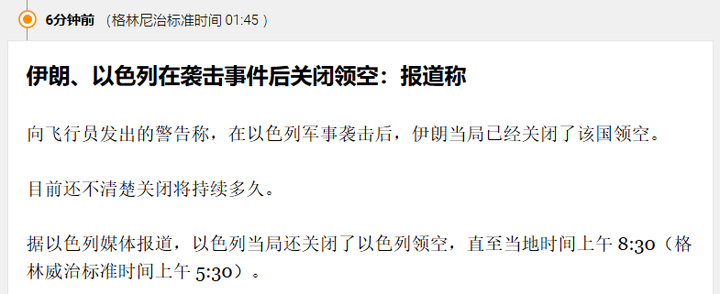 6分钟前 （格林尼治标准时间 01:45 ）
伊朗、以色列在袭击事件后关闭领空：报道称
向飞行员发出的警告称，在以色列军事袭击后，伊朗当局已经关闭了该国领空。
目前还不清楚关闭将持续多久。
据以色列媒体报道，以色列当局还关闭了以色列领空，直至当地时间上午 8:30（格
林威治标准时间上午 5:30）。